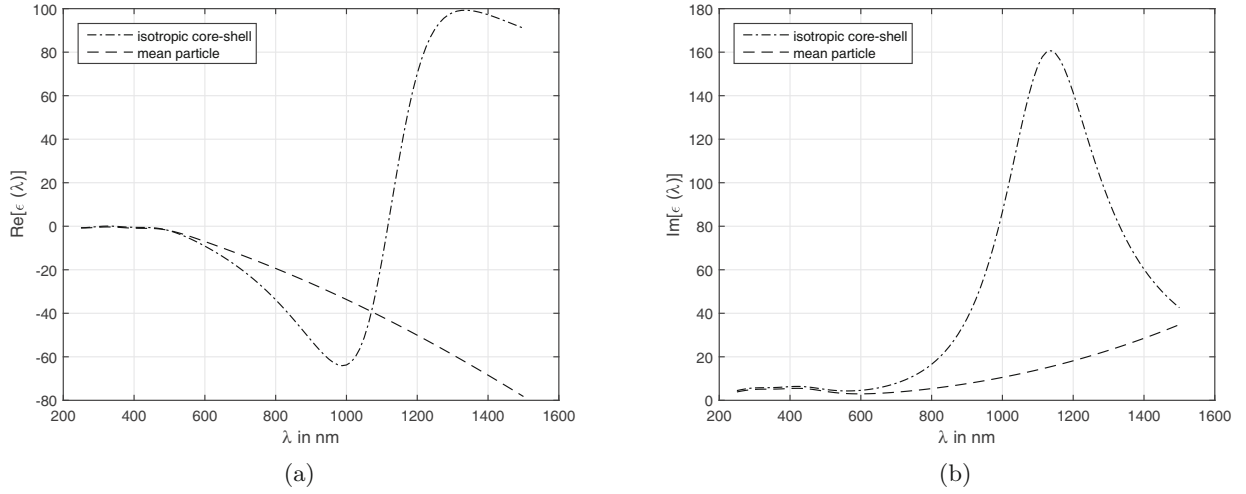 100
80
60
40
20
0
-20
-40
-60
-80
200 400 600 800 1000 1200 1400 1600
λ in nm
Re[ϵ (λ)]
isotropic core-shell
mean particle
(a)
180
160
140
120
100
80
60
40
20
0
200 400 600 800 1000 1200 1400 1600
λ in nm
Im[ϵ (λ)]
isotropic core-shell
mean particle
(b)